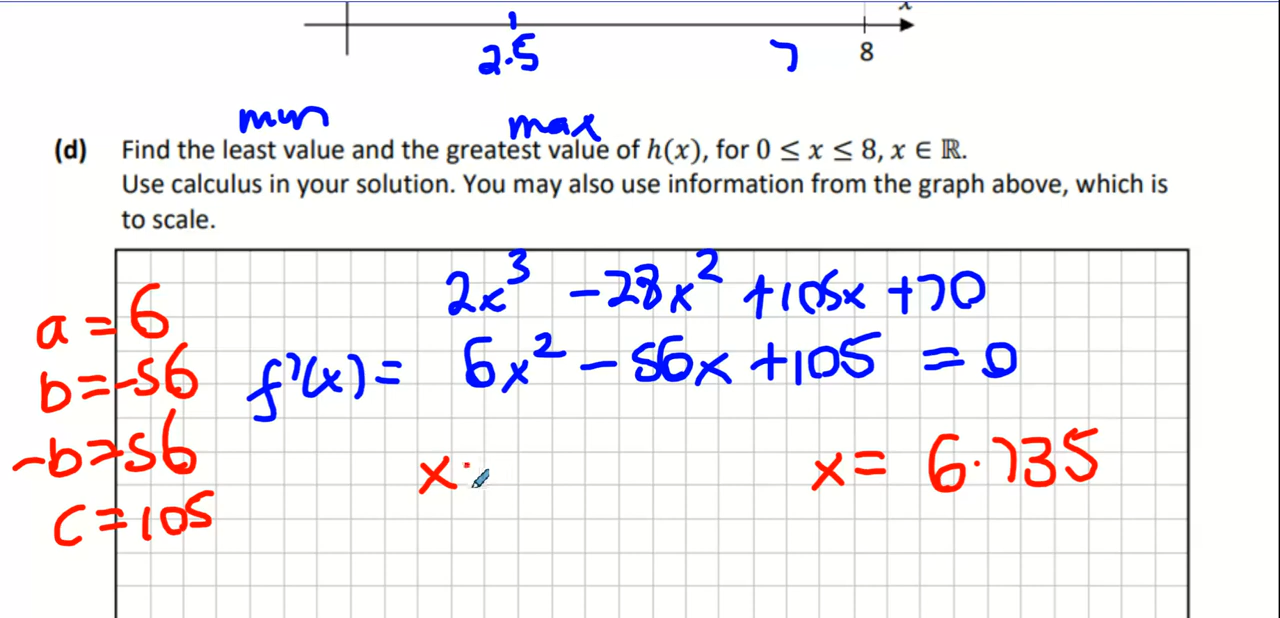 x
2.5 7 8
min max
(d) Find the least value and the greatest value of h(x), for 0 ≤ x ≤ 8, x ∈ ℝ.
Use calculus in your solution. You may also use information from the graph above, which is
to scale.
2x³ -28x² +105x +70
a = 6
f'(x) = 6x² - 56x + 105 = 0
b = -56
-b = 56
x = 6.735
c = 105